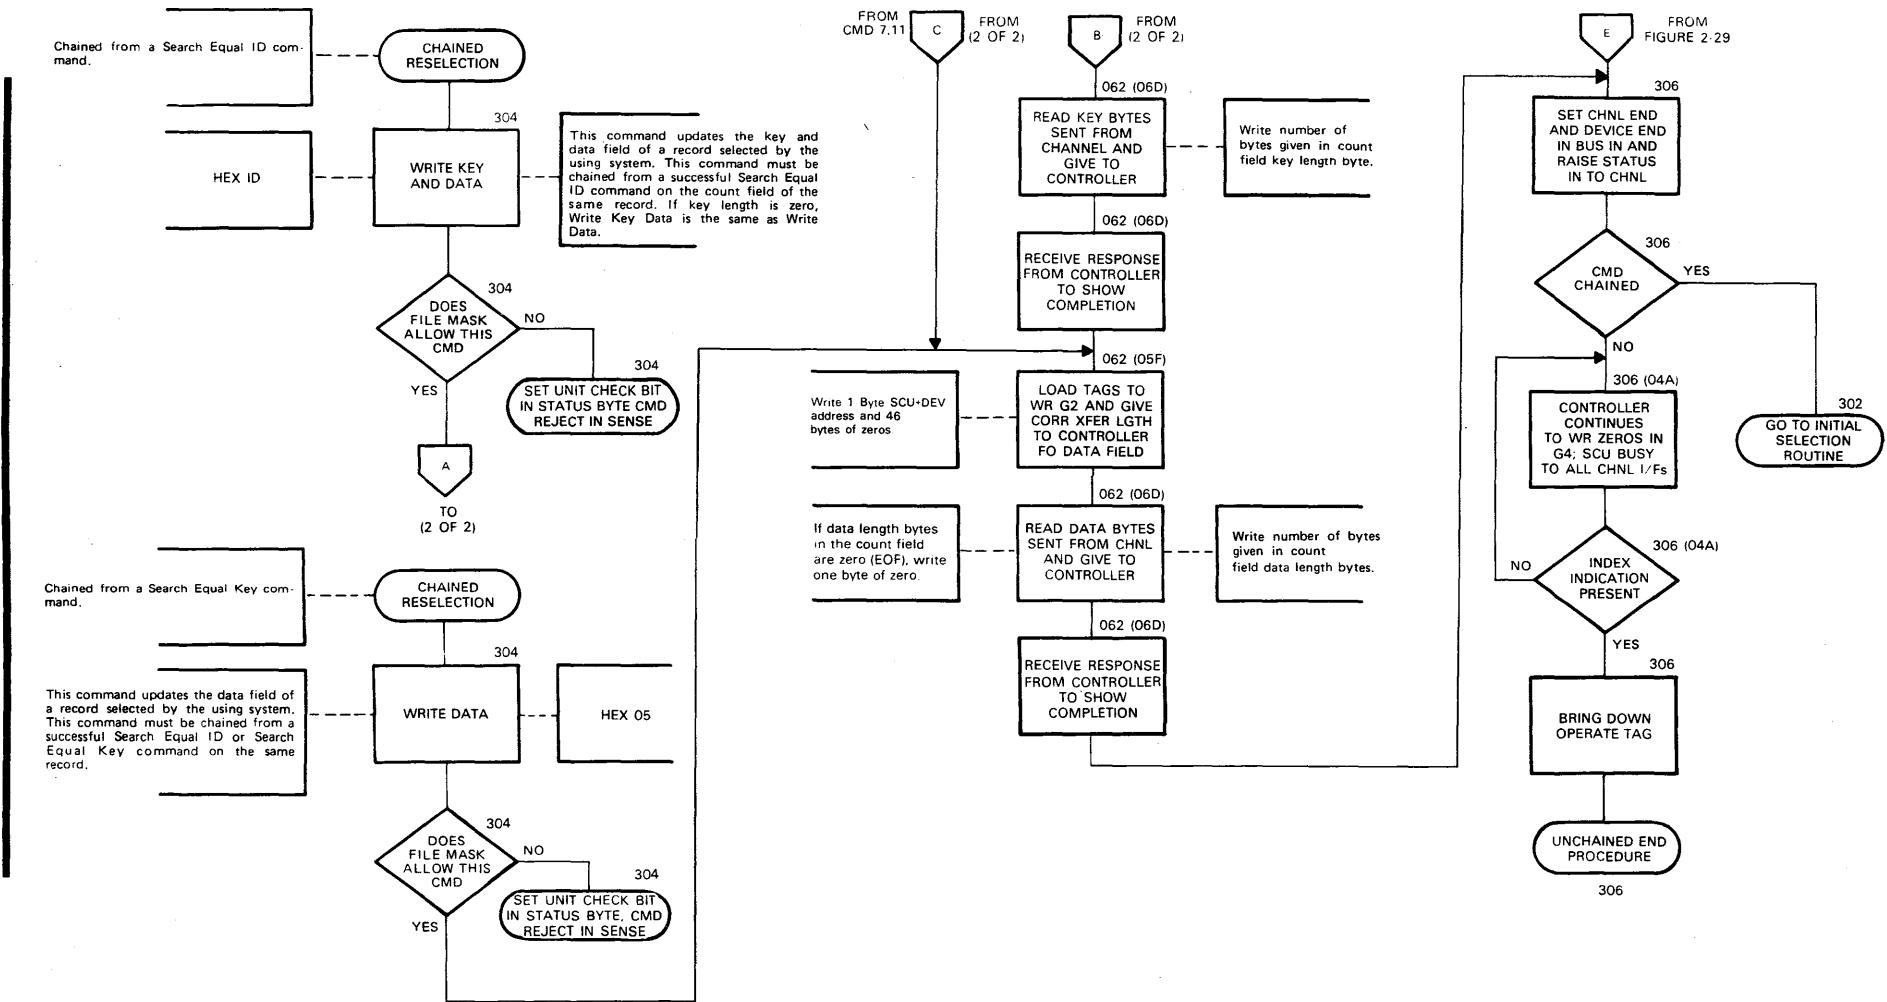 Chained from a Search Equal ID com-
mand.
CHAINED
RESELECTION
304
HEX ID
WRITE KEY
AND DATA
This command updates the key and
data field of a record selected by the
using system. This command must be
chained from a successful Search Equal
ID command on the count field of the
same record. If key length is zero,
Write Key Data is the same as Write
Data.
304
DOES
FILE MASK
ALLOW THIS
CMD
NO
YES
304
SET UNIT CHECK BIT
IN STATUS BYTE CMD
REJECT IN SENSE
A
TO
(2 OF 2)
Chained from a Search Equal Key com-
mand.
CHAINED
RESELECTION
304
This command updates the data field of
a record selected by the using system.
This command must be chained from a
successful Search Equal ID or Search
Equal Key command on the same
record.
WRITE DATA
HEX 05
304
DOES
FILE MASK
ALLOW THIS
CMD
NO
YES
304
SET UNIT CHECK BIT
IN STATUS BYTE, CMD
REJECT IN SENSE
FROM
CMD 7.11
C
FROM
(2 OF 2)
B
FROM
(2 OF 2)
062 (06D)
READ KEY BYTES
SENT FROM
CHANNEL AND
GIVE TO
CONTROLLER
Write number of
bytes given in count
field key length byte.
062 (06D)
RECEIVE RESPONSE
FROM CONTROLLER
TO SHOW
COMPLETION
062 (05F)
Write 1 Byte SCU+DEV
address and 46
bytes of zeros
LOAD TAGS TO
WR G2 AND GIVE
CORR XFER LGTH
TO CONTROLLER
FO DATA FIELD
062 (06D)
If data length bytes
in the count field
are zero (EOF), write
one byte of zero.
READ DATA BYTES
SENT FROM CHNL
AND GIVE TO
CONTROLLER
Write number of bytes
given in count
field data length bytes.
062 (06D)
RECEIVE RESPONSE
FROM CONTROLLER
TO SHOW
COMPLETION
E
FROM
FIGURE 2-29
306
SET CHNL END
AND DEVICE END
IN BUS IN AND
RAISE STATUS
IN TO CHNL
306
CMD
CHAINED
YES
NO
306 (04A)
CONTROLLER
CONTINUES
TO WR ZEROS IN
G4; SCU BUSY
TO ALL CHNL I/Fs
302
GO TO INITIAL
SELECTION
ROUTINE
306 (04A)
INDEX
INDICATION
PRESENT
NO
YES
306
BRING DOWN
OPERATE TAG
UNCHAINED END
PROCEDURE
306